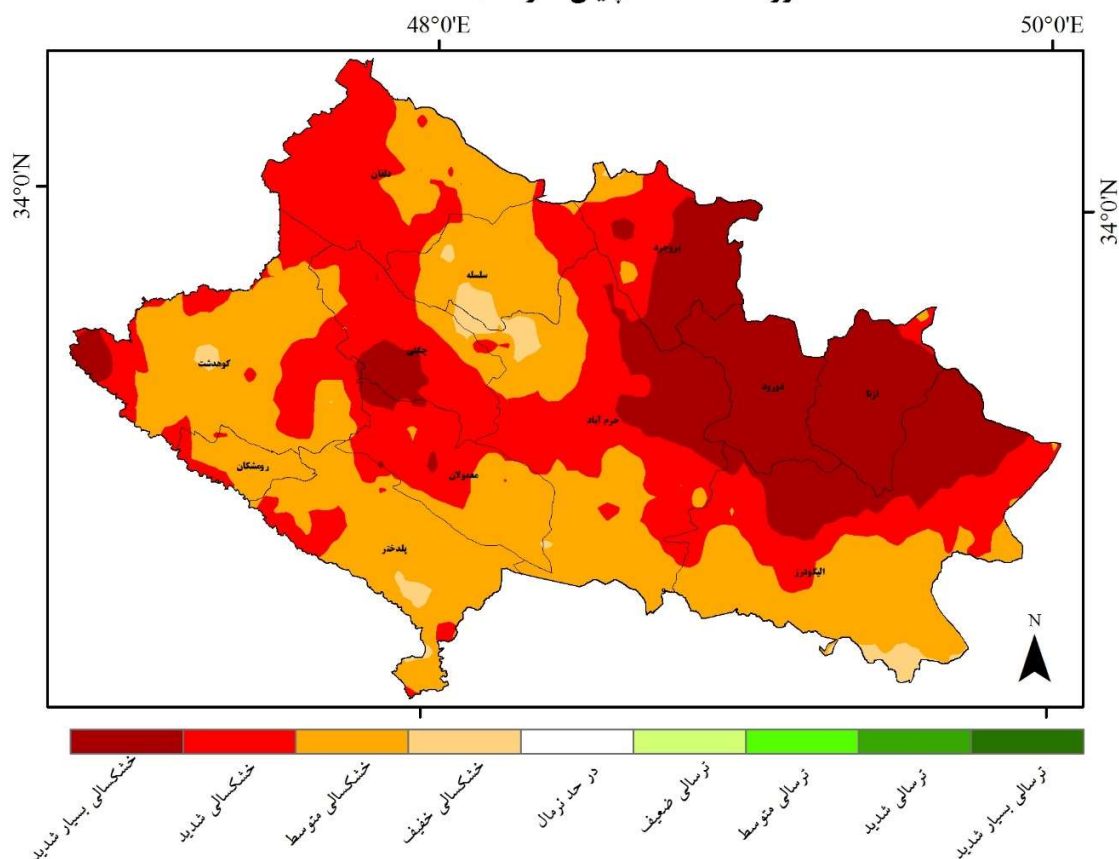 48°0'E
50°0'E
34°0'N
34°0'N
دلفان
بروجرد
سلسله
چگنی
کوهدشت
دورود
ازنا
خرم آباد
رومشکان
معمولان
پلدختر
الیگودرز
N
خشکسالی بسیار شدید
خشکسالی شدید
خشکسالی متوسط
خشکسالی خفیف
در حد نرمال
ترسالی ضعیف
ترسالی متوسط
ترسالی شدید
ترسالی بسیار شدید